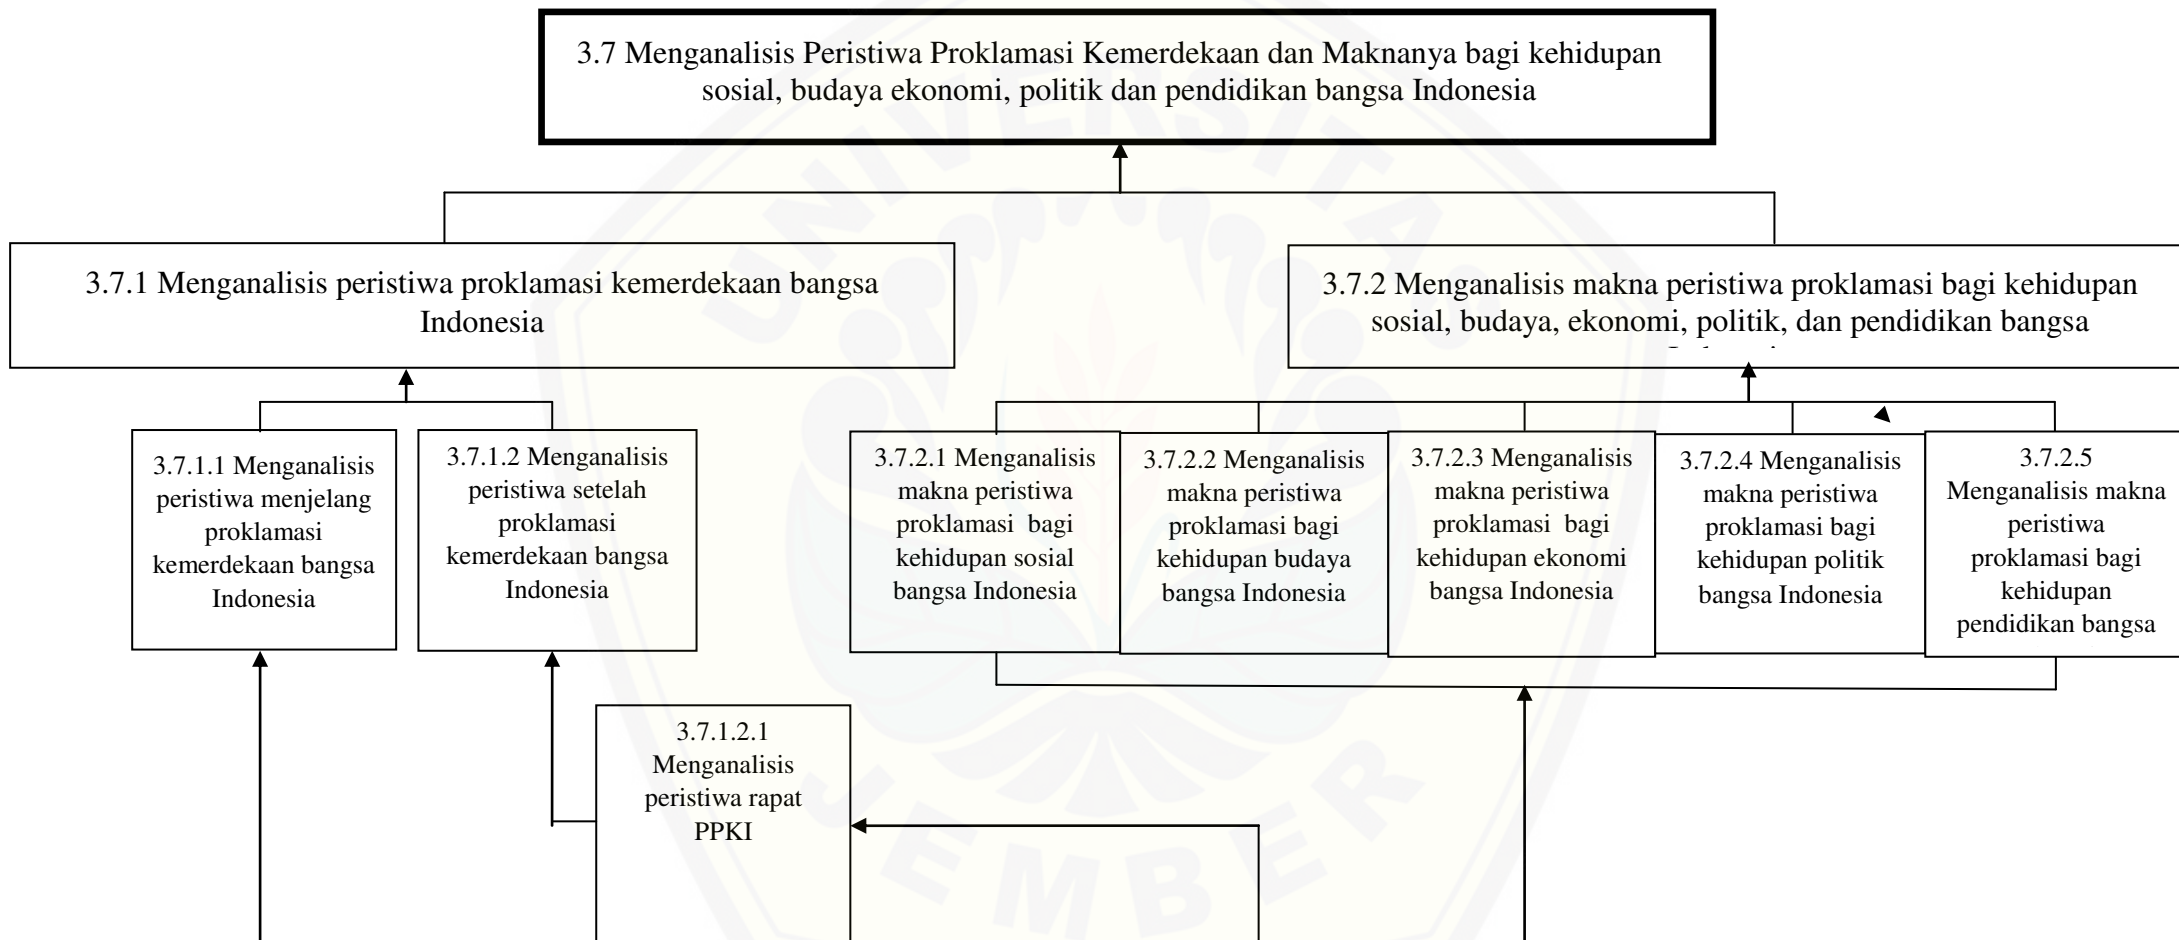 3.7 Menganalisis Peristiwa Proklamasi Kemerdekaan dan Maknanya bagi kehidupan
sosial, budaya ekonomi, politik dan pendidikan bangsa Indonesia
3.7.1 Menganalisis peristiwa proklamasi kemerdekaan bangsa
Indonesia
3.7.2 Menganalisis makna peristiwa proklamasi bagi kehidupan
sosial, budaya, ekonomi, politik, dan pendidikan bangsa
3.7.1.1 Menganalisis
peristiwa menjelang
proklamasi
kemerdekaan bangsa
Indonesia
3.7.1.2 Menganalisis
peristiwa setelah
proklamasi
kemerdekaan bangsa
Indonesia
3.7.2.1 Menganalisis
makna peristiwa
proklamasi bagi
kehidupan sosial
bangsa Indonesia
3.7.2.2 Menganalisis
makna peristiwa
proklamasi bagi
kehidupan budaya
bangsa Indonesia
3.7.2.3 Menganalisis
makna peristiwa
proklamasi bagi
kehidupan ekonomi
bangsa Indonesia
3.7.2.4 Menganalisis
makna peristiwa
proklamasi bagi
kehidupan politik
bangsa Indonesia
3.7.2.5
Menganalisis makna
peristiwa
proklamasi bagi
kehidupan
pendidikan bangsa
3.7.1.2.1
Menganalisis
peristiwa rapat
PPKI
UNIVERSITAS
JEMBER